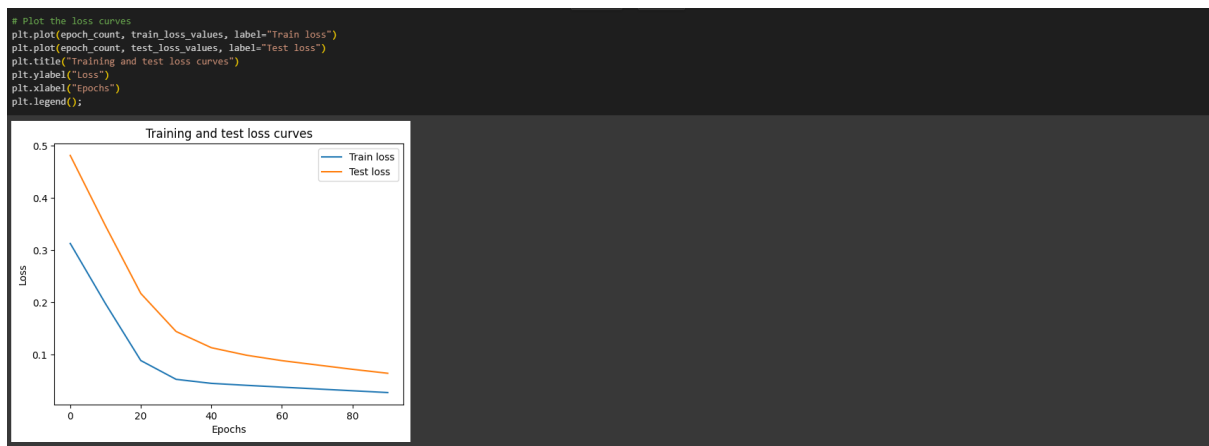 # Plot the loss curves
plt.plot(epoch_count, train_loss_values, label="Train loss")
plt.plot(epoch_count, test_loss_values, label="Test loss")
plt.title("Training and test loss curves")
plt.ylabel("Loss")
plt.xlabel("Epochs")
plt.legend();
Training and test loss curves
Train loss
Test loss
0.5
0.4
0.3
0.2
0.1
Loss
0 20 40 60 80
Epochs